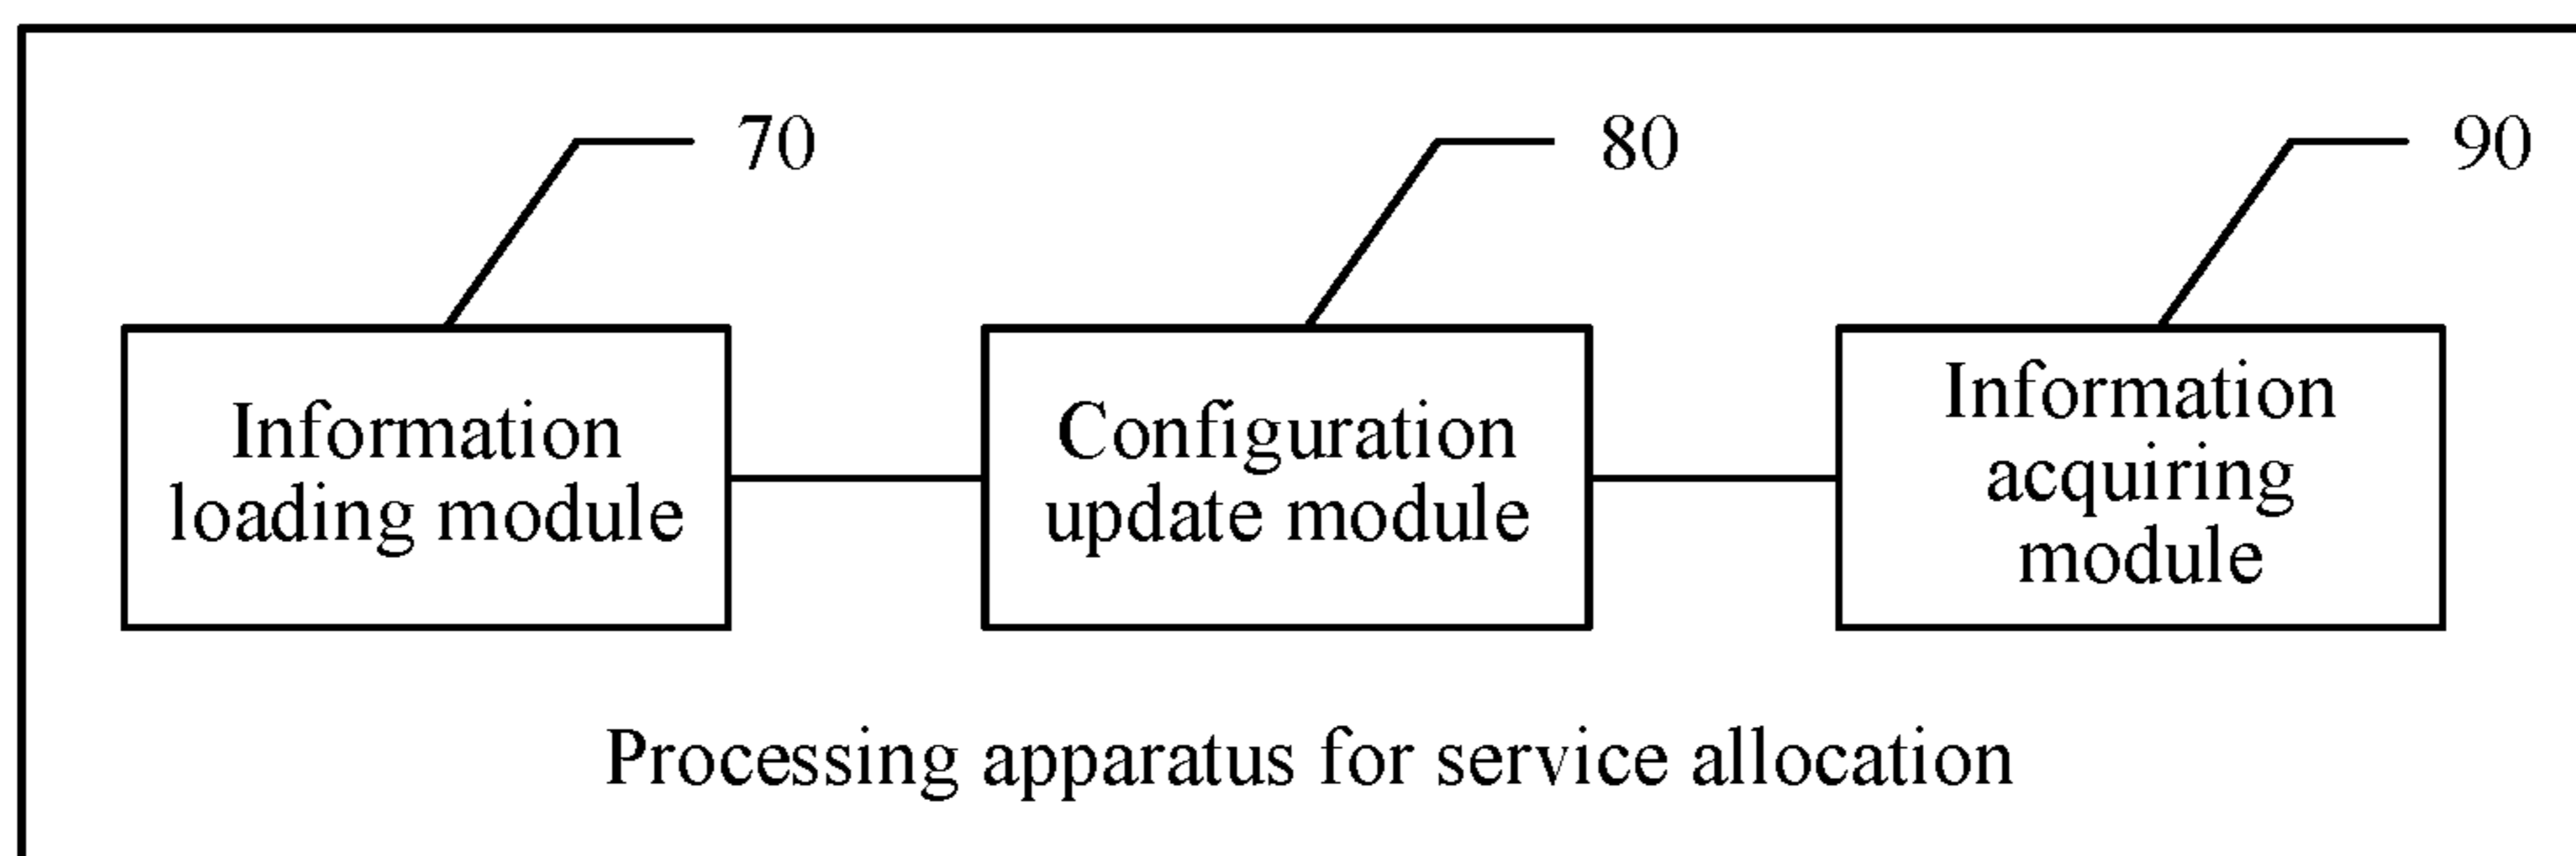 70
80
90
Information
loading module
Configuration
update module
Information
acquiring
module
Processing apparatus for service allocation